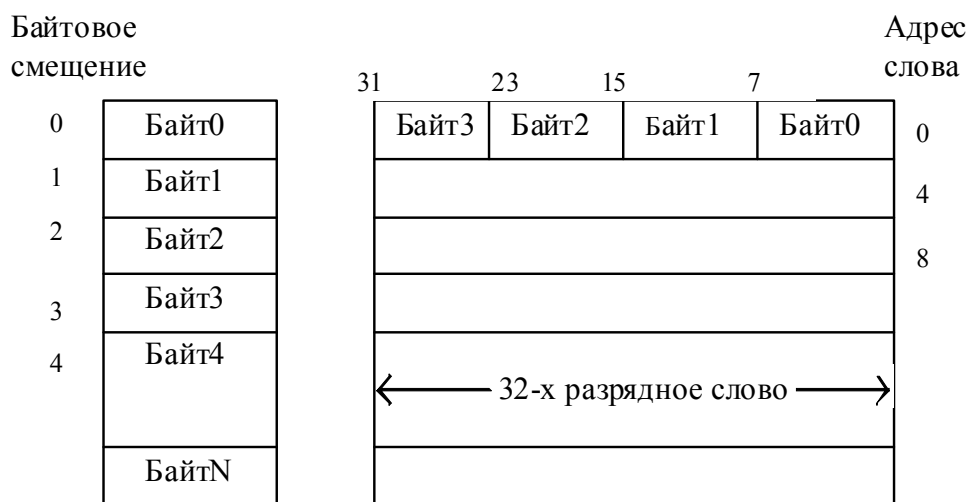 Байтовое смещение
Адрес слова
31 23 15 7
0 Байт0 Байт3 Байт2 Байт1 Байт0 0
1 Байт1 4
2 Байт2 8
3 Байт3
4 Байт4
32-х разрядное слово
БайтN